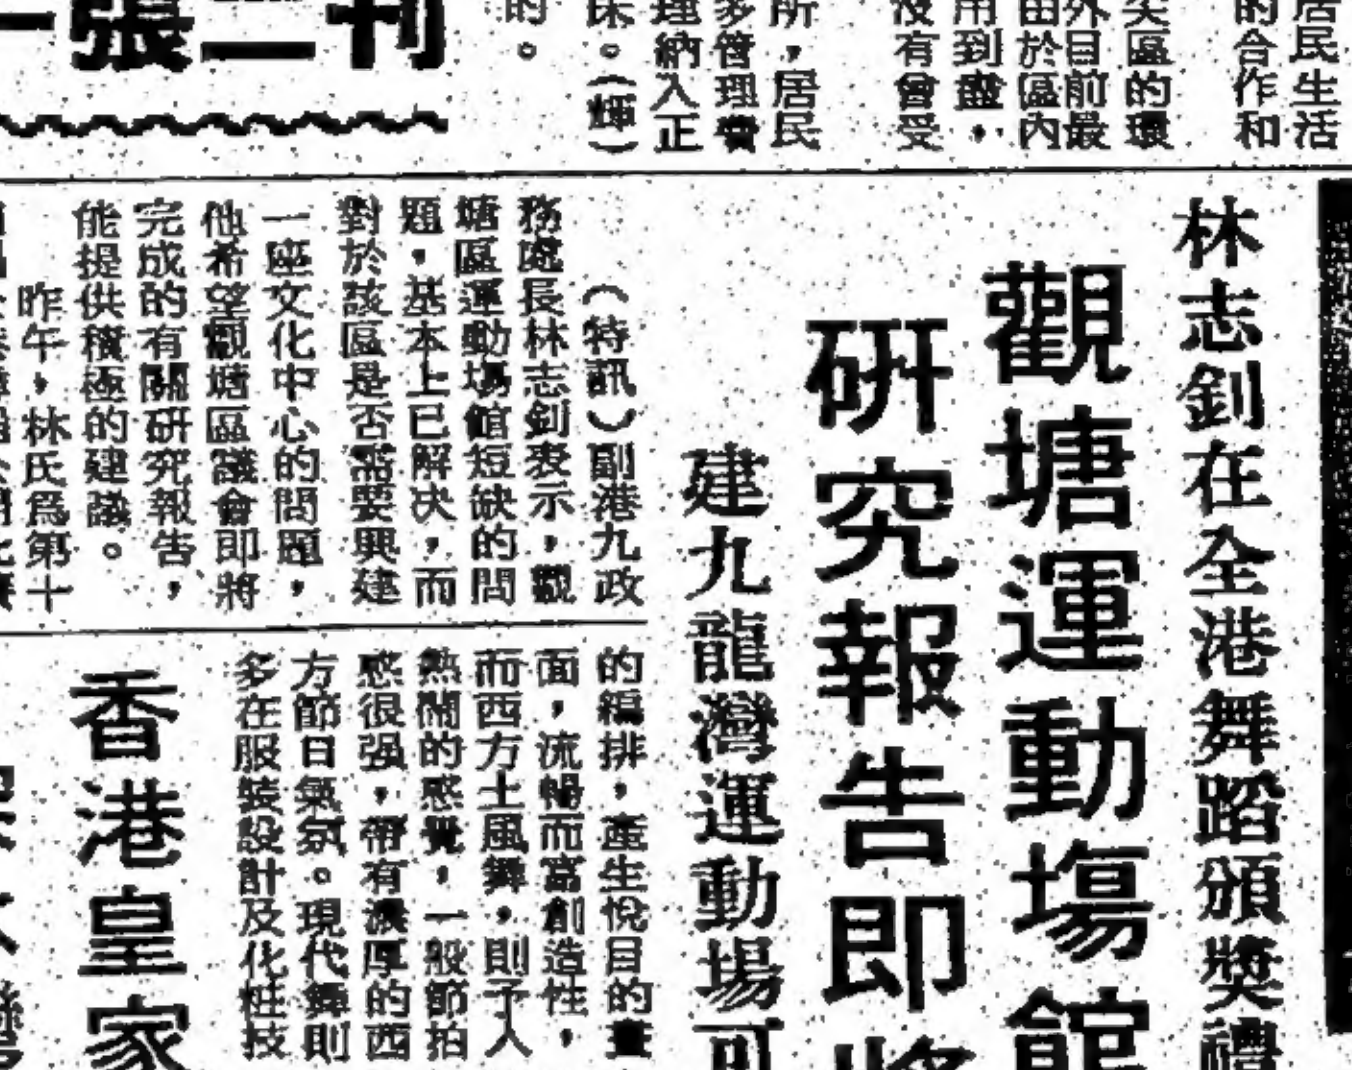 居民生活
的合作和
尖區的環
外目前最
由於區內
用到盡，
沒有曾受
所，居民
多管理費
理納入正
床。（輝）
的。
一張二刊
林志釗在全港舞蹈頒獎禮
觀塘運動塲館
研究報告即將
建九龍灣運動場可
（特訊）副港九政
務處長林志釗表示，觀
塘區運動場館短缺的問
題，基本上已解决，而
對於該區是否需要興建
一座文化中心的問題，
他希望觀塘區議會即將
完成的有關研究報告，
能提供積極的建議。
昨午，林氏爲第十
的編排，產生悅目的畫
面，流暢而富創造性，
而西方土風舞，則予人
熱鬧的感覺，一般節拍
感很强，帶有濃厚的西
方節日氣氛。現代舞則
多在服裝設計及化粧技
香港皇家